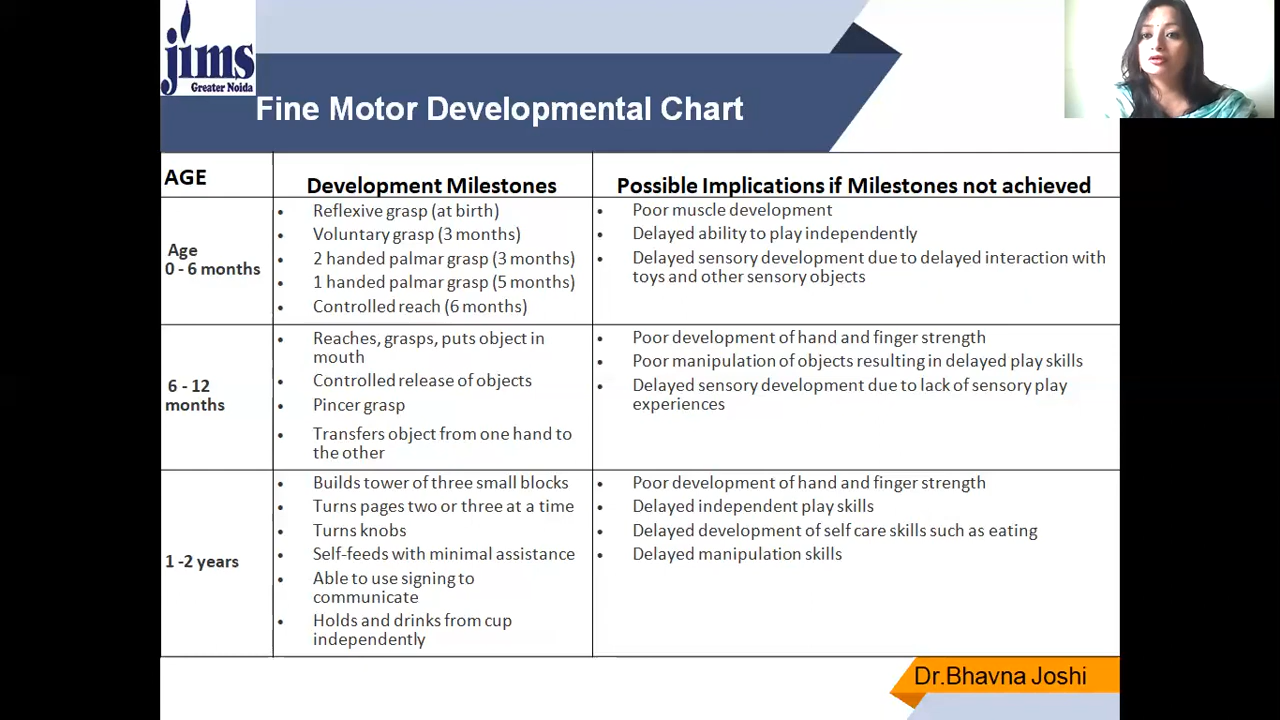 jims
Greater Noida
Fine Motor Developmental Chart
AGE
Development Milestones
Possible Implications if Milestones not achieved
Age
0 - 6 months
• Reflexive grasp (at birth)
• Voluntary grasp (3 months)
• 2 handed palmar grasp (3 months)
• 1 handed palmar grasp (5 months)
• Controlled reach (6 months)
• Poor muscle development
• Delayed ability to play independently
• Delayed sensory development due to delayed interaction with
toys and other sensory objects
6 - 12
months
• Reaches, grasps, puts object in
mouth
• Controlled release of objects
• Pincer grasp
• Transfers object from one hand to
the other
• Poor development of hand and finger strength
• Poor manipulation of objects resulting in delayed play skills
• Delayed sensory development due to lack of sensory play
experiences
1 -2 years
• Builds tower of three small blocks
• Turns pages two or three at a time
• Turns knobs
• Self-feeds with minimal assistance
• Able to use signing to
communicate
• Holds and drinks from cup
independently
• Poor development of hand and finger strength
• Delayed independent play skills
• Delayed development of self care skills such as eating
• Delayed manipulation skills
Dr.Bhavna Joshi